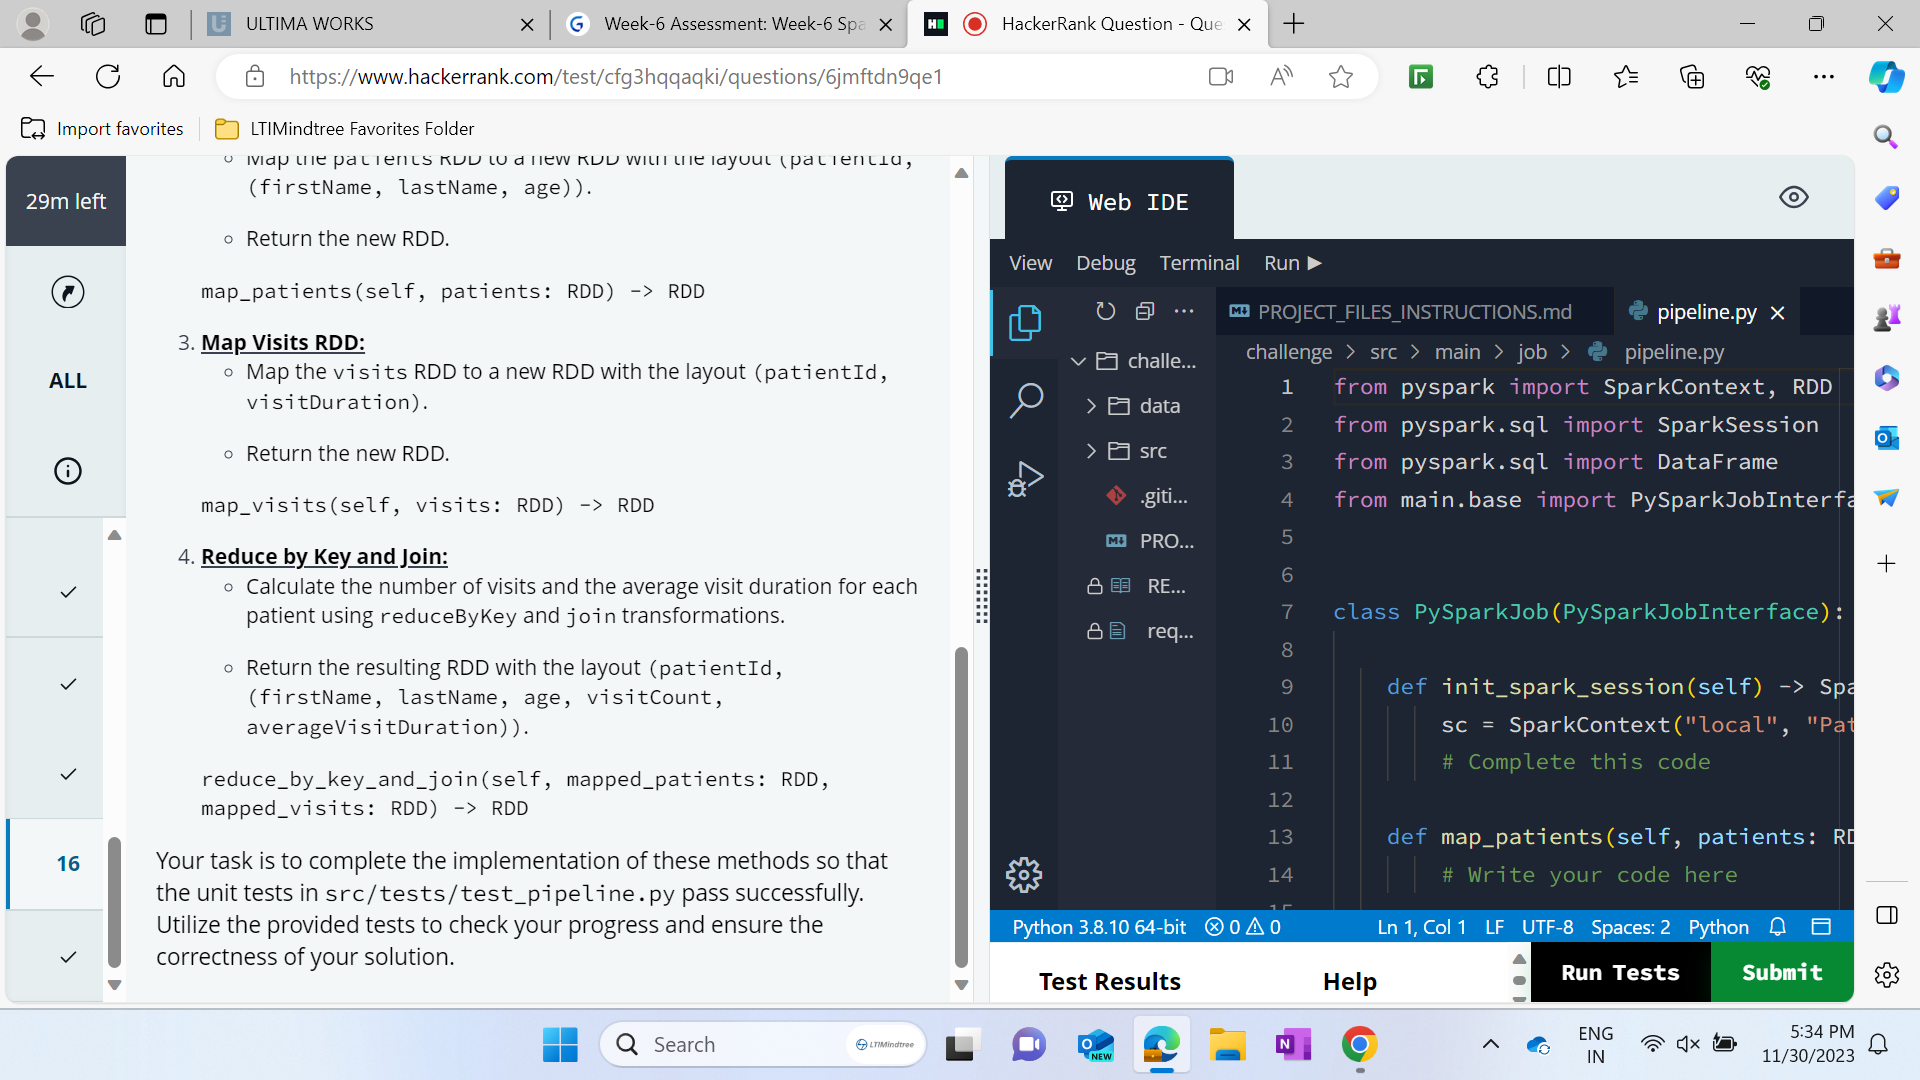 ULTIMA WORKS
Week-6 Assessment: Week-6 Spa
HackerRank Question - Que
https://www.hackerrank.com/test/cfg3hqqaqki/questions/6jmftdn9qe1
Import favorites
LTIMindtree Favorites Folder
29m left
ALL
16
Map the patients RDD to a new RDD with the layout (patientId,
(firstName, lastName, age)).
Return the new RDD.
map_patients(self, patients: RDD) -> RDD
3. Map Visits RDD:
Map the visits RDD to a new RDD with the layout (patientId,
visitDuration).
Return the new RDD.
map_visits(self, visits: RDD) -> RDD
4. Reduce by Key and Join:
Calculate the number of visits and the average visit duration for each
patient using reduceByKey and join transformations.
Return the resulting RDD with the layout (patientId,
(firstName, lastName, age, visitCount,
averageVisitDuration)).
reduce_by_key_and_join(self, mapped_patients: RDD,
mapped_visits: RDD) -> RDD
Your task is to complete the implementation of these methods so that
the unit tests in src/tests/test_pipeline.py pass successfully.
Utilize the provided tests to check your progress and ensure the
correctness of your solution.
Web IDE
View Debug Terminal Run
challe...
data
src
.giti...
PRO...
RE...
req...
PROJECT_FILES_INSTRUCTIONS.md
pipeline.py
challenge > src > main > job > pipeline.py
1 from pyspark import SparkContext, RDD
2 from pyspark.sql import SparkSession
3 from pyspark.sql import DataFrame
4 from main.base import PySparkJobInterfa
5
6
7 class PySparkJob(PySparkJobInterface):
8
9 def init_spark_session(self) -> Spa
10 sc = SparkContext("local", "Pat
11 # Complete this code
12
13 def map_patients(self, patients: RD
14 # Write your code here
15
Python 3.8.10 64-bit 0 0 Ln 1, Col 1 LF UTF-8 Spaces: 2 Python
Test Results
Help
Run Tests
Submit
Search
LTIMindtree
NEW
ENG
IN
5:34 PM
11/30/2023